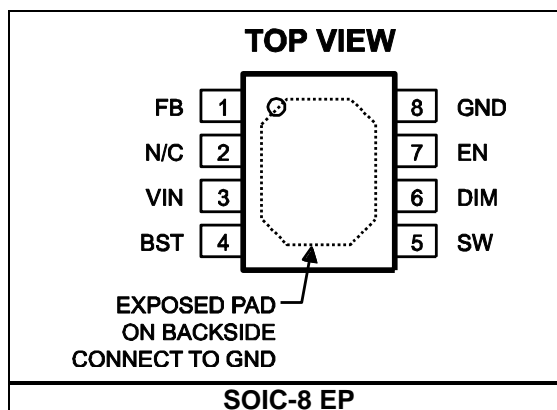 TOP VIEW
FB 1 8 GND
N/C 2 7 EN
VIN 3 6 DIM
BST 4 5 SW
EXPOSED PAD
ON BACKSIDE
CONNECT TO GND
SOIC-8 EP